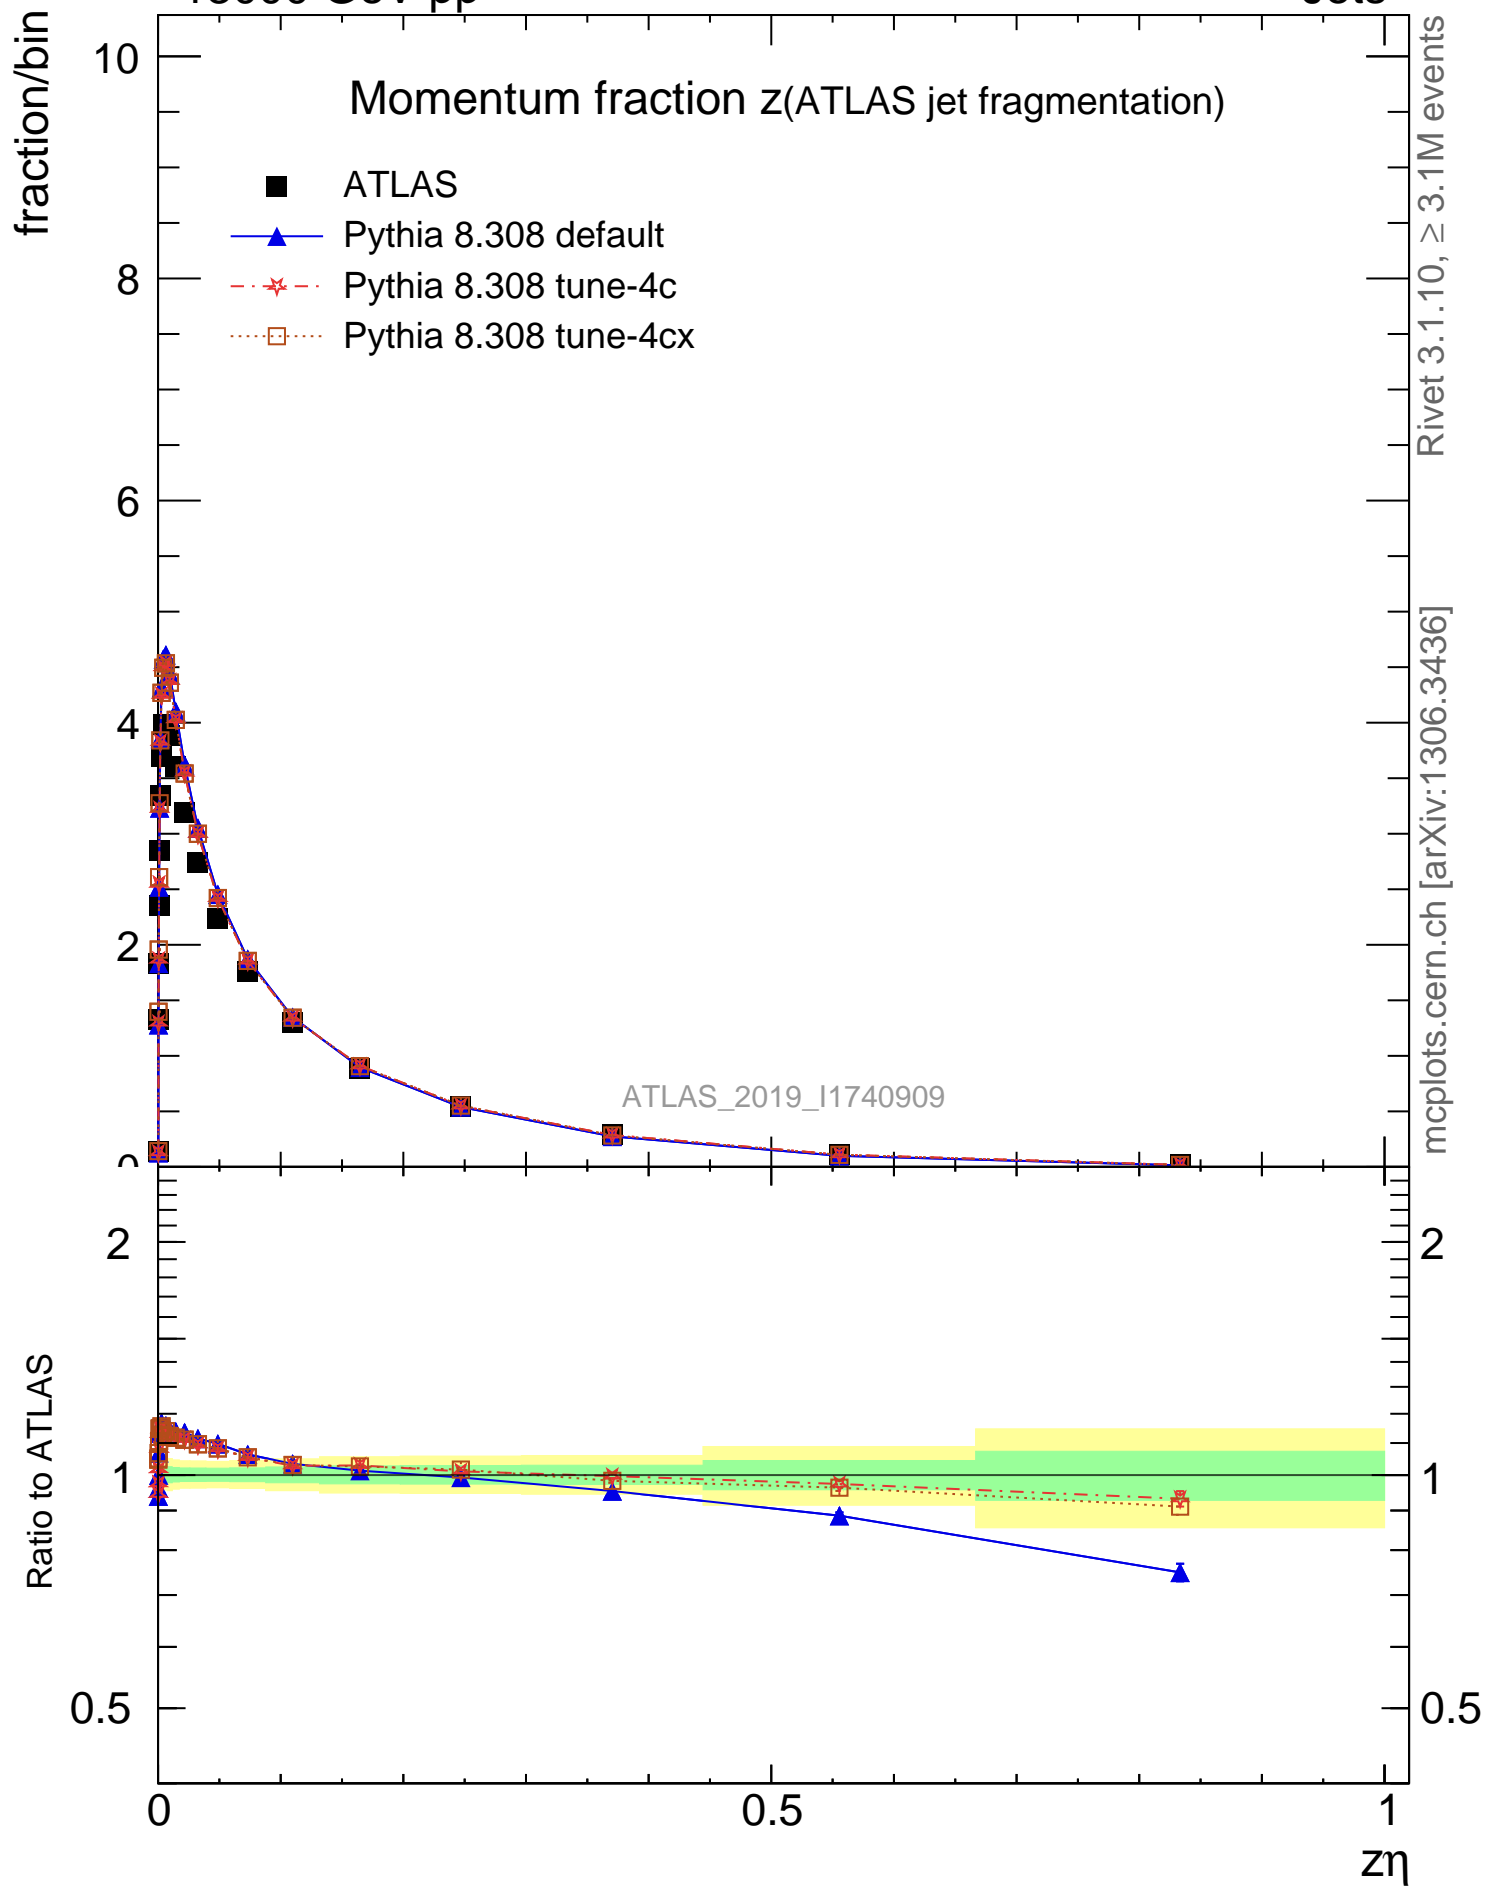 fraction/bin
Momentum fraction z(ATLAS jet fragmentation)
ATLAS
Pythia 8.308 default
Pythia 8.308 tune-4c
Pythia 8.308 tune-4cx
10
8
6
4
2
0
ATLAS_2019_I1740909
Rivet 3.1.10, ≥ 3.1M events
mcplots.cern.ch [arXiv:1306.3436]
Ratio to ATLAS
2
1
0.5
2
1
0.5
0
0.5
1
zη